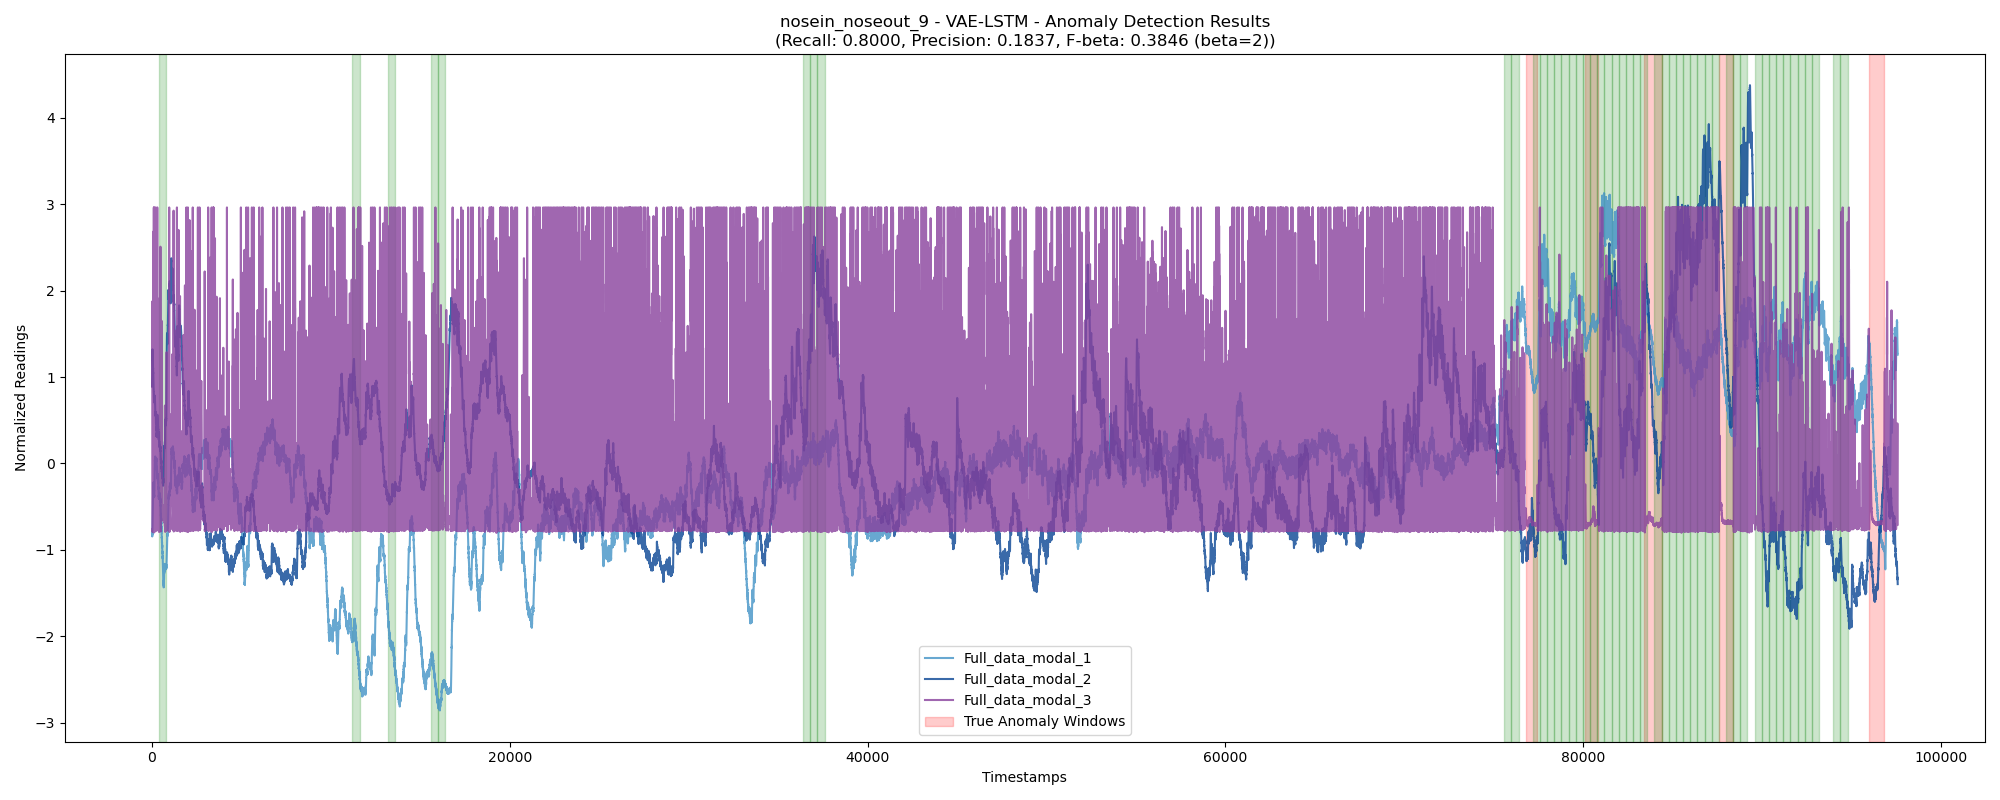 nosein_noseout_9 - VAE-LSTM - Anomaly Detection Results
(Recall: 0.8000, Precision: 0.1837, F-beta: 0.3846 (beta=2))
Normalized Readings
4
3
2
1
0
−1
−2
−3
Full_data_modal_1
Full_data_modal_2
Full_data_modal_3
True Anomaly Windows
0
20000
40000
60000
80000
100000
Timestamps